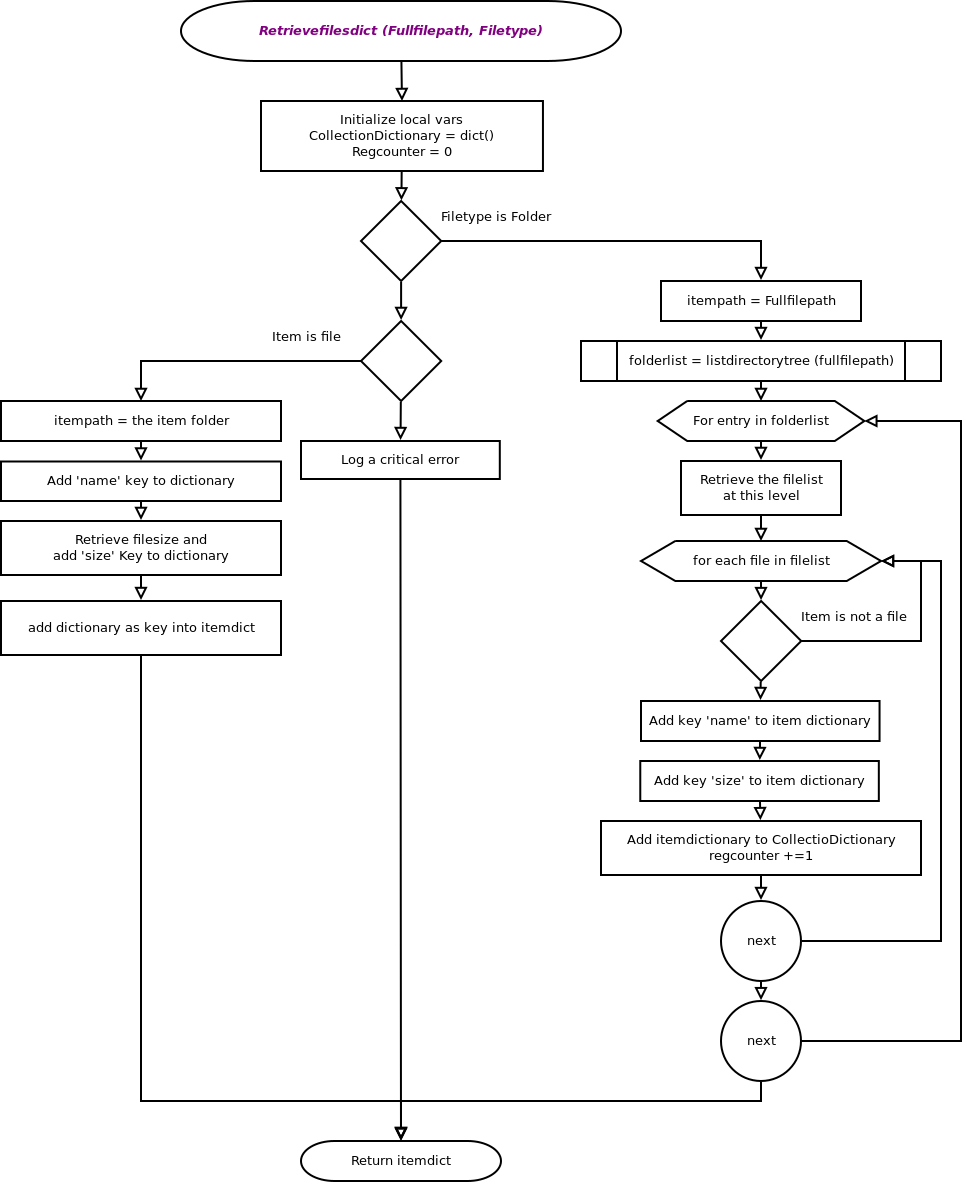 Retrievefilesdict (Fullfilepath, Filetype)
Initialize local vars
CollectionDictionary = dict()
Regcounter = 0
Filetype is Folder
itempath = Fullfilepath
Item is file
folderlist = listdirectorytree (fullfilepath)
itempath = the item folder
For entry in folderlist
Log a critical error
Add 'name' key to dictionary
Retrieve the filelist
at this level
Retrieve filesize and
add 'size' Key to dictionary
for each file in filelist
Item is not a file
add dictionary as key into itemdict
Add key 'name' to item dictionary
Add key 'size' to item dictionary
Add itemdictionary to CollectioDictionary
regcounter +=1
next
next
Return itemdict